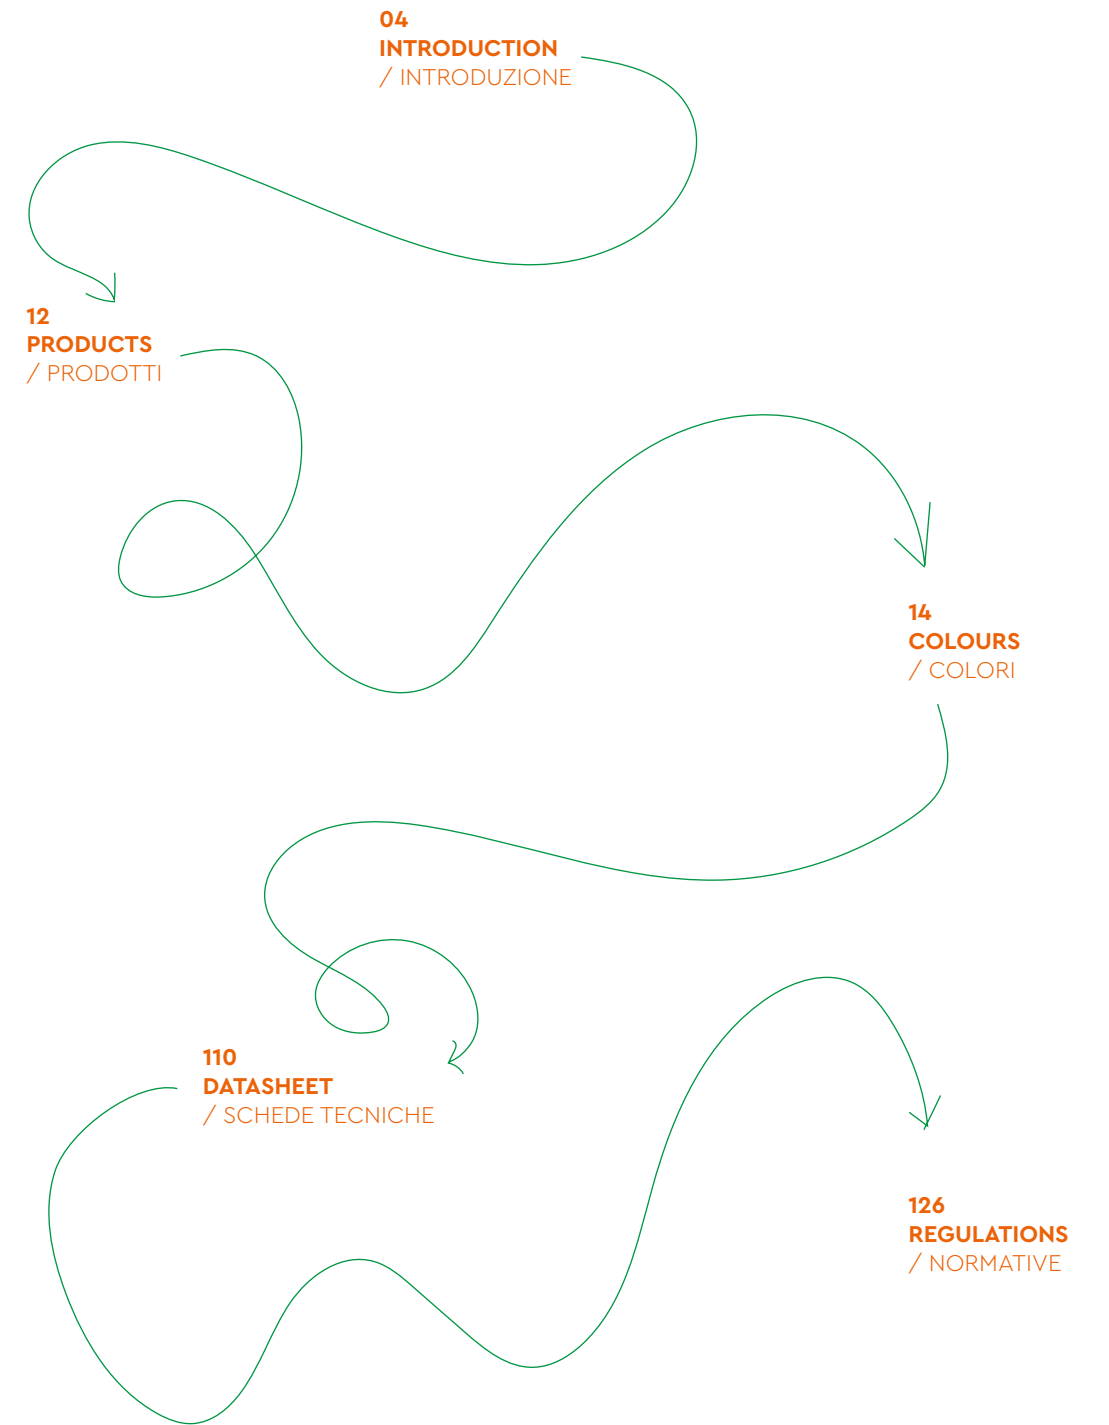 04
INTRODUCTION
/ INTRODUZIONE
12
PRODUCTS
/ PRODOTTI
14
COLOURS
/ COLORI
110
DATASHEET
/ SCHEDE TECNICHE
126
REGULATIONS
/ NORMATIVE